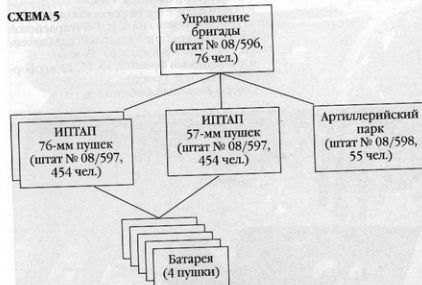 СХЕМА 5
Управление
бригады
(штат № 08/596,
76 чел.)
ИПТАП
76-мм пушек
(штат № 08/597,
454 чел.)
ИПТАП
57-мм пушек
(штат № 08/597,
454 чел.)
Артиллерийский
парк
(штат № 08/598,
55 чел.)
Батарея
(4 пушки)